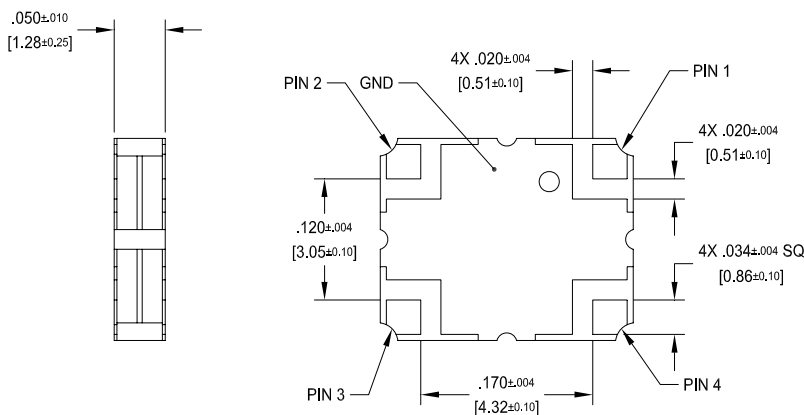 .050±.010
[1.28±0.25]
4X .020±.004
[0.51±0.10]
PIN 2
GND
PIN 1
4X .020±.004
[0.51±0.10]
.120±.004
[3.05±0.10]
4X .034±.004 SQ
[0.86±0.10]
PIN 3
.170±.004
[4.32±0.10]
PIN 4